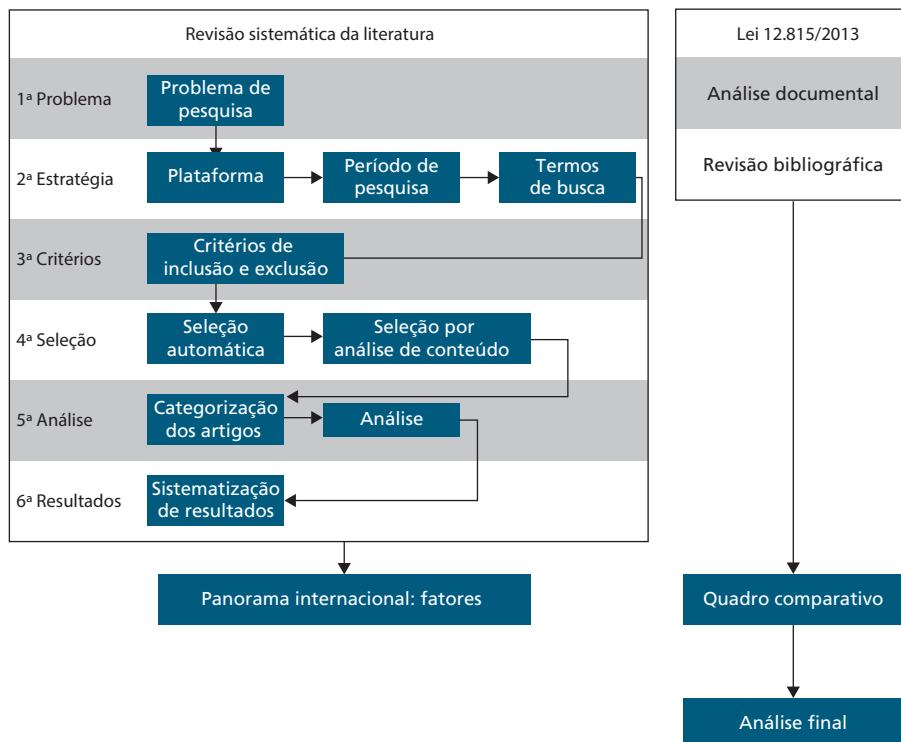 Revisão sistemática da literatura
1ª Problema
Problema de
pesquisa
2ª Estratégia
Plataforma
Período de
pesquisa
Termos
de busca
3ª Critérios
Critérios de
inclusão e exclusão
4ª Seleção
Seleção
automática
Seleção por
análise de conteúdo
5ª Análise
Categorização
dos artigos
Análise
6ª Resultados
Sistematização
de resultados
Panorama internacional: fatores
Lei 12.815/2013
Análise documental
Revisão bibliográfica
Quadro comparativo
Análise final